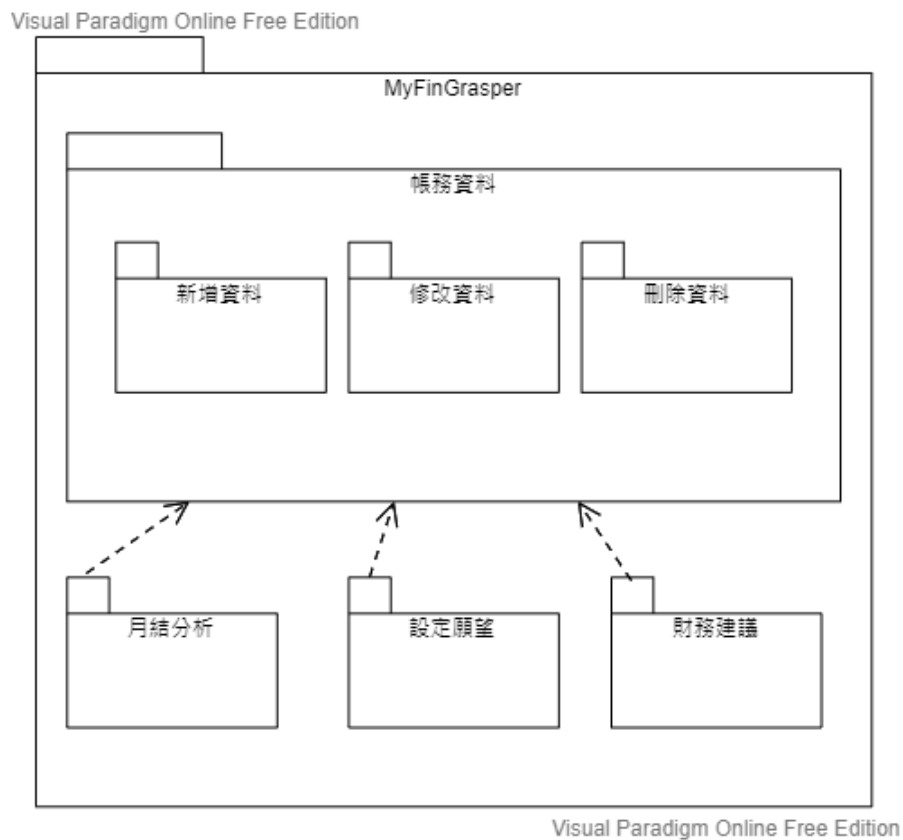 Visual Paradigm Online Free Edition
MyFinGrasper
帳務資料
新增資料
修改資料
刪除資料
月結分析
設定願望
財務建議
Visual Paradigm Online Free Edition